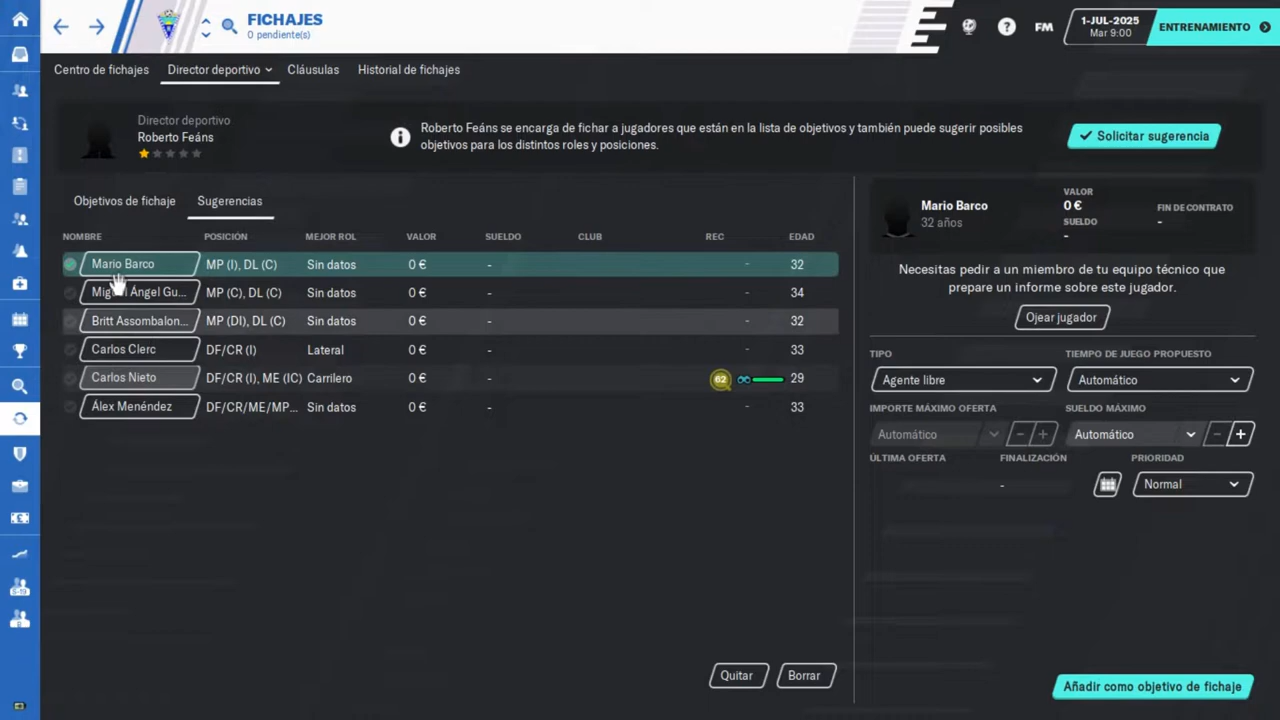 FICHAJES
0 pendiente(s)
FM
1-JUL-2025
Mar 9:00
ENTRENAMIENTO
Centro de fichajes
Director deportivo
Cláusulas
Historial de fichajes
Director deportivo
Roberto Feáns
Roberto Feáns se encarga de fichar a jugadores que están en la lista de objetivos y también puede sugerir posibles
objetivos para los distintos roles y posiciones.
Solicitar sugerencia
Objetivos de fichaje
Sugerencias
NOMBRE POSICIÓN MEJOR ROL VALOR SUELDO CLUB REC EDAD
Mario Barco MP (I), DL (C) Sin datos 0 € - - 32
Ángel Gu... MP (C), DL (C) Sin datos 0 € - - 34
Britt Assombalon... MP (DI), DL (C) Sin datos 0 € - - 32
Carlos Clerc DF/CR (I) Lateral 0 € - - 33
Carlos Nieto DF/CR (I), ME (IC) Carrilero 0 € - 62 29
Álex Menéndez DF/CR/ME/MP... Sin datos 0 € - - 33
Quitar
Borrar
Mario Barco
32 años
VALOR
0 €
SUELDO
-
FIN DE CONTRATO
-
Necesitas pedir a un miembro de tu equipo técnico que
prepare un informe sobre este jugador.
Ojear jugador
TIPO
Agente libre
TIEMPO DE JUEGO PROPUESTO
Automático
IMPORTE MÁXIMO OFERTA
Automático
SUELDO MÁXIMO
Automático
ÚLTIMA OFERTA
FINALIZACIÓN
-
PRIORIDAD
Normal
Añadir como objetivo de fichaje